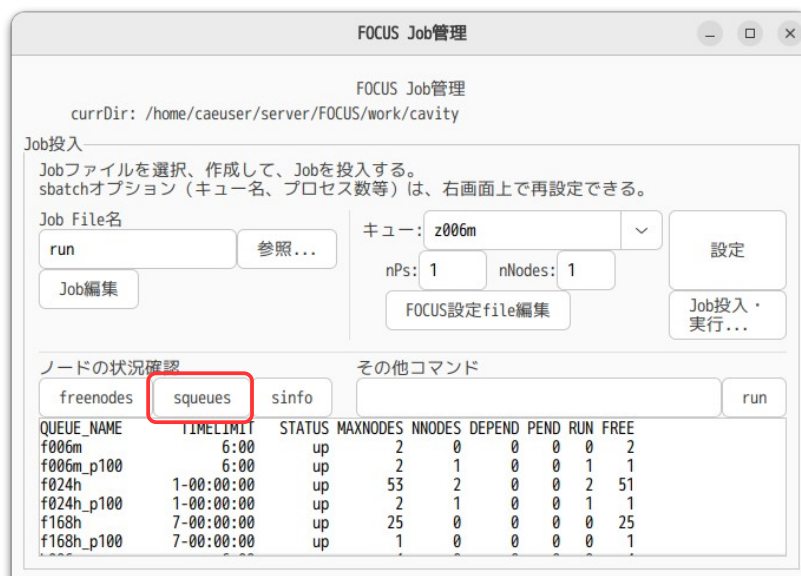 FOCUS Job管理
FOCUS Job管理
currDir: /home/caeuser/server/FOCUS/work/cavity
Job投入
Jobファイルを選択、作成して、Jobを投入する。
sbatchオプション（キュー名、プロセス数等）は、右画面上で再設定できる。
Job File名
run
参照...
Job編集
キュー: z006m
nPs: 1 nNodes: 1
FOCUS設定file編集
設定
Job投入・
実行...
ノードの状況確認
freenodes squeues sinfo
その他コマンド
run
QUEUE_NAME TIMELIMIT STATUS MAXNODES NNODES DEPEND PEND RUN FREE
f006m 6:00 up 2 0 0 0 0 2
f006m_p100 6:00 up 2 1 0 0 1 1
f024h 1-00:00:00 up 53 2 0 0 2 51
f024h_p100 1-00:00:00 up 2 1 0 0 1 1
f168h 7-00:00:00 up 25 0 0 0 0 25
f168h_p100 7-00:00:00 up 1 0 0 0 0 1